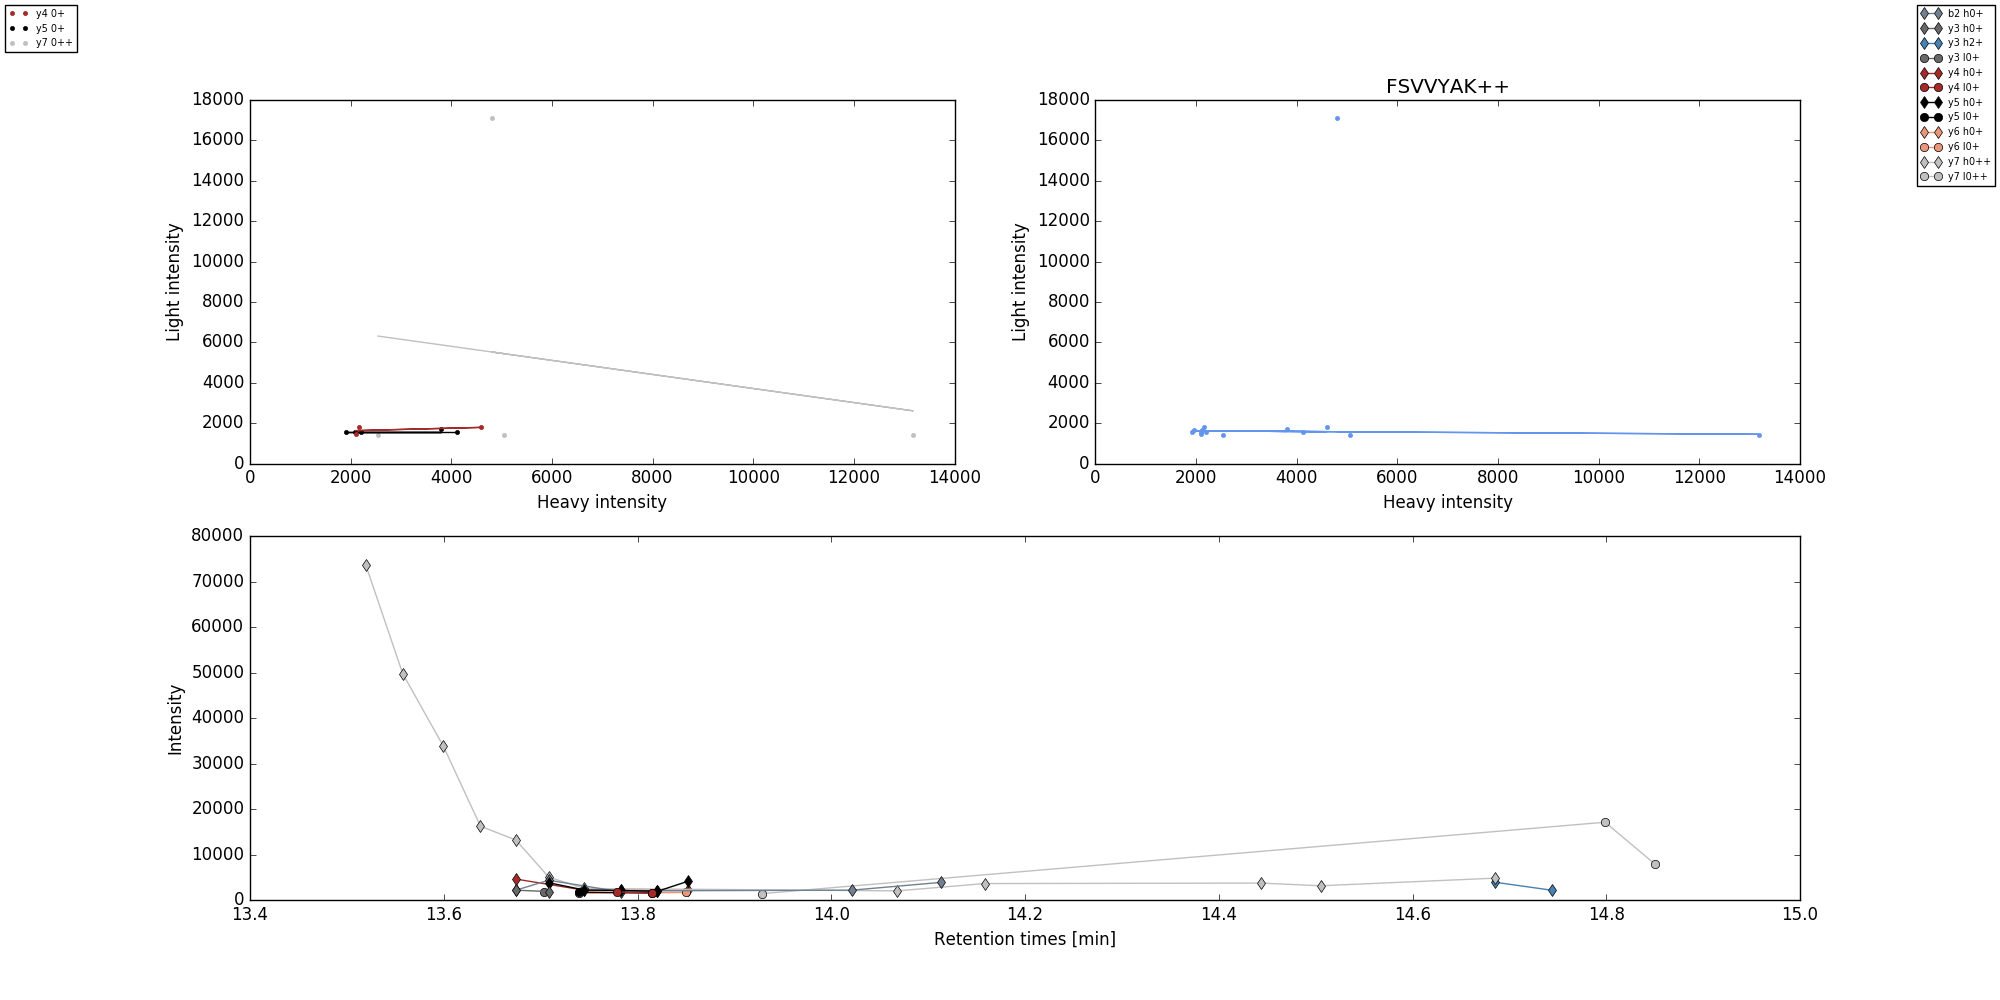 y4 0+
y5 0+
y7 0++
b2 h0+
y3 h0+
y3 h2+
y3 l0+
y4 h0+
y4 l0+
y5 h0+
y5 l0+
y6 h0+
y6 l0+
y7 h0++
y7 l0++
18000
16000
14000
12000
10000
8000
6000
4000
2000
0
Light intensity
0 2000 4000 6000 8000 10000 12000 14000
Heavy intensity
FSVVYAK++
18000
16000
14000
12000
10000
8000
6000
4000
2000
0
Light intensity
0 2000 4000 6000 8000 10000 12000 14000
Heavy intensity
80000
70000
60000
50000
40000
30000
20000
10000
0
Intensity
13.4 13.6 13.8 14.0 14.2 14.4 14.6 14.8 15.0
Retention times [min]